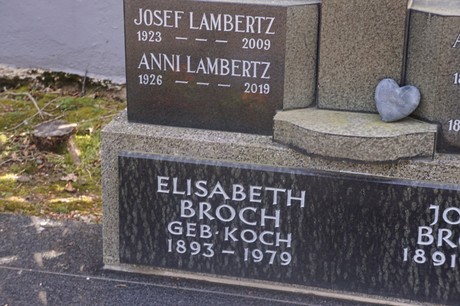 JOSEF LAMBERTZ
1923 – – – 2009
ANNI LAMBERTZ
1926 – – – 2019
ELISABETH
BROCH
GEB·KOCH
1893 – 1979